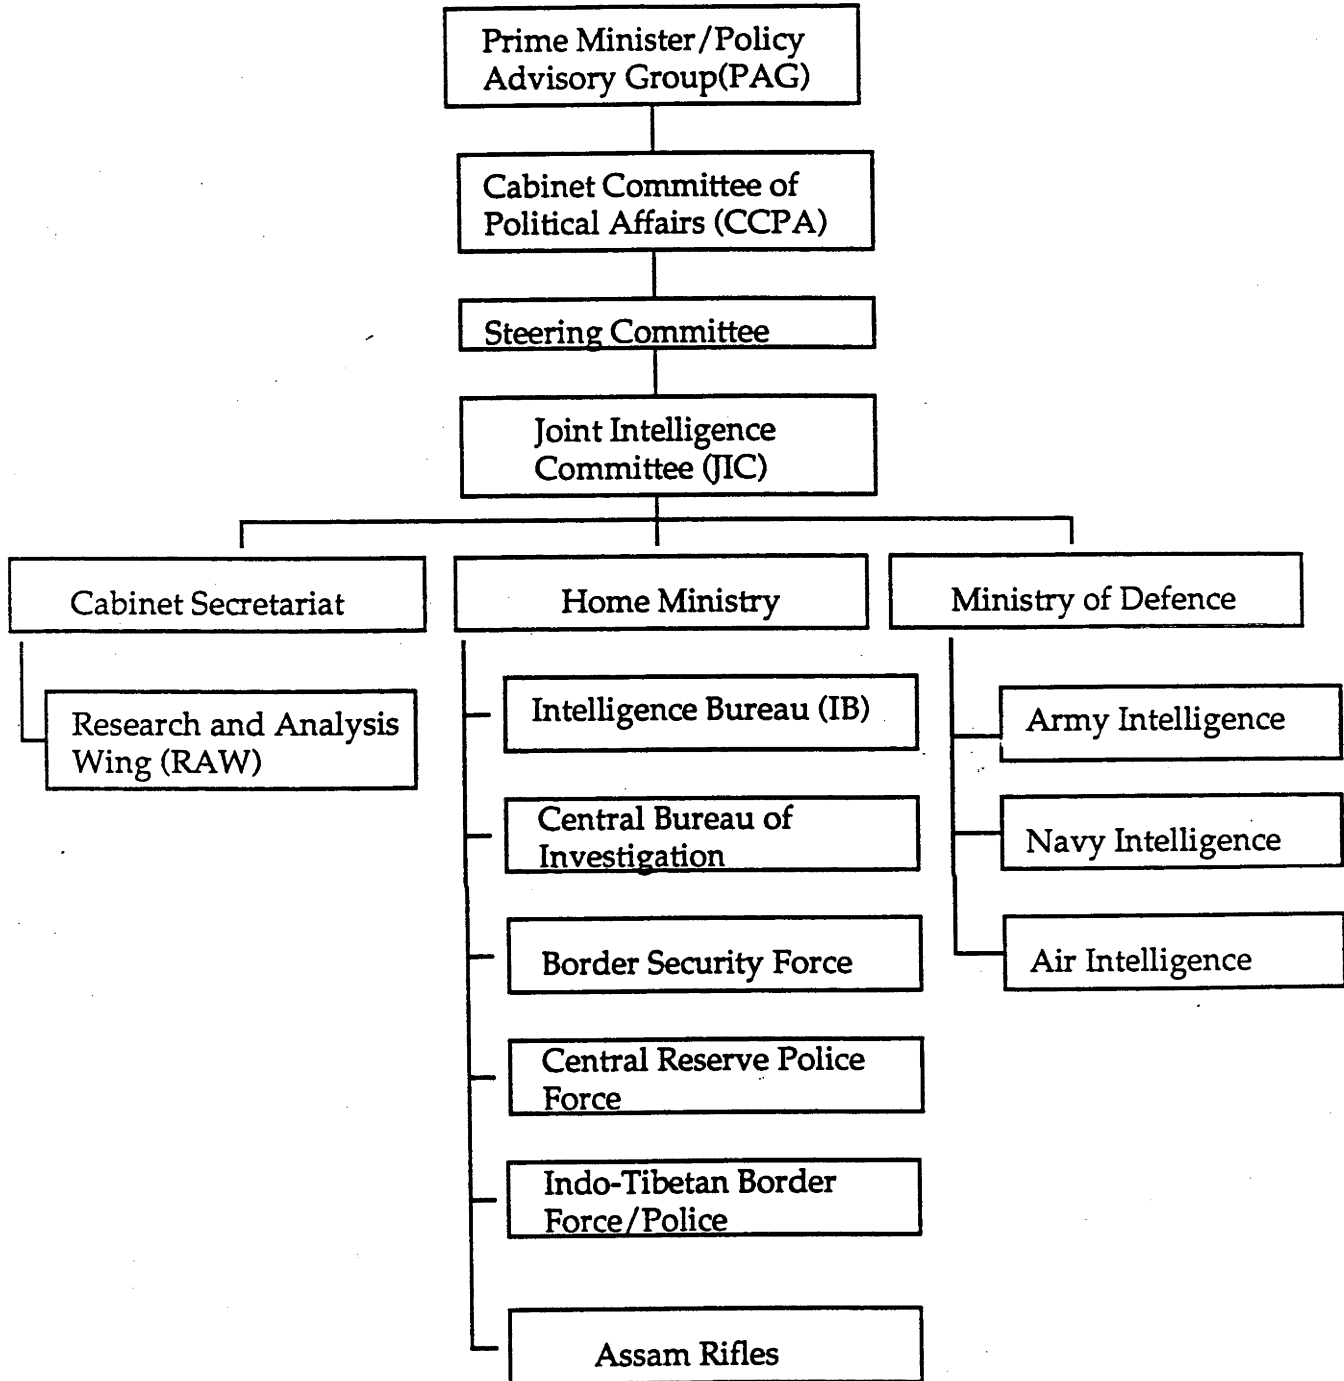 Prime Minister/Policy
Advisory Group(PAG)
Cabinet Committee of
Political Affairs (CCPA)
Steering Committee
Joint Intelligence
Committee (JIC)
Cabinet Secretariat
Research and Analysis
Wing (RAW)
Home Ministry
Intelligence Bureau (IB)
Central Bureau of
Investigation
Border Security Force
Central Reserve Police
Force
Indo-Tibetan Border
Force/Police
Assam Rifles
Ministry of Defence
Army Intelligence
Navy Intelligence
Air Intelligence